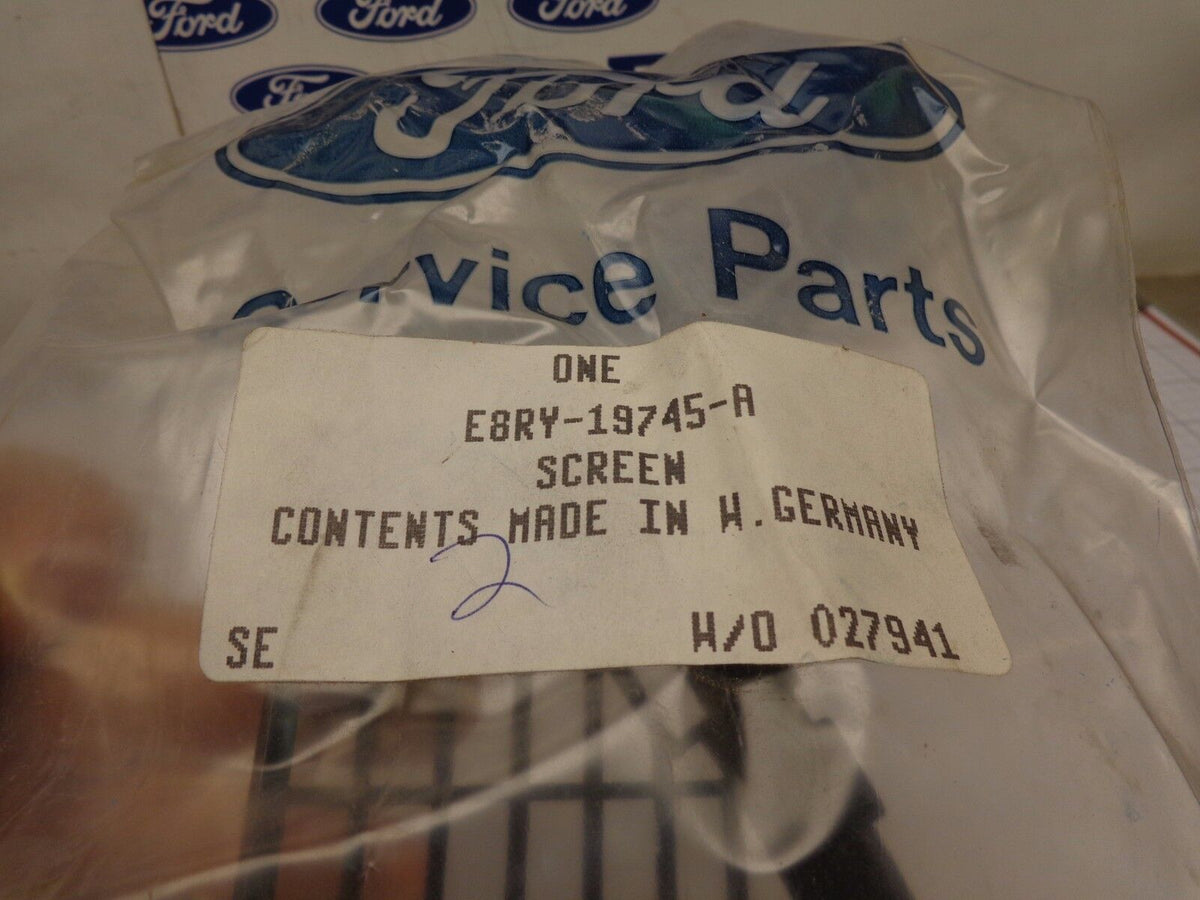 Ford Ford Ford
Ford
Ford
Service Parts
ONE
E8RY-19745-A
SCREEN
CONTENTS MADE IN W. GERMANY
2
SE W/O 027941